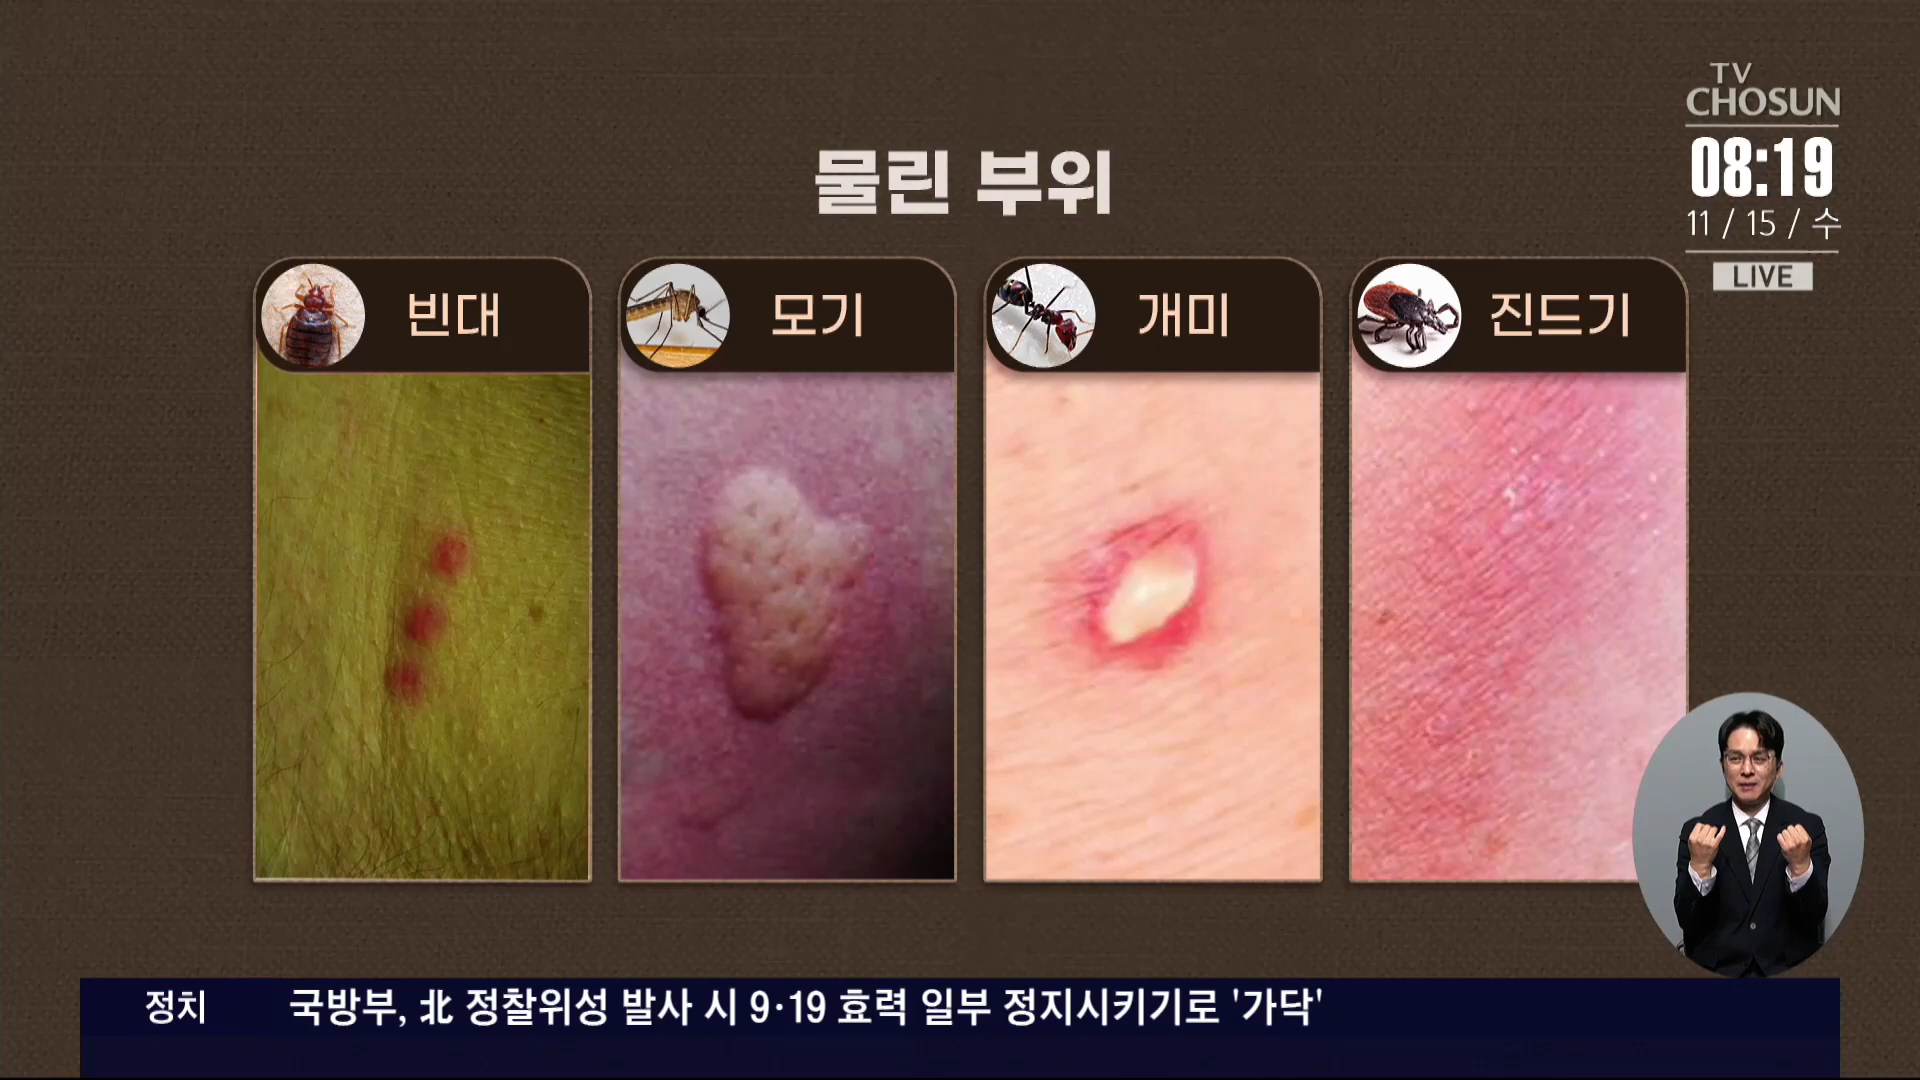 TV
CHOSUN
08:19
11 / 15 / 수
LIVE
물린 부위
빈대
모기
개미
진드기
정치
국방부, 北 정찰위성 발사 시 9·19 효력 일부 정지시키기로 '가닥'